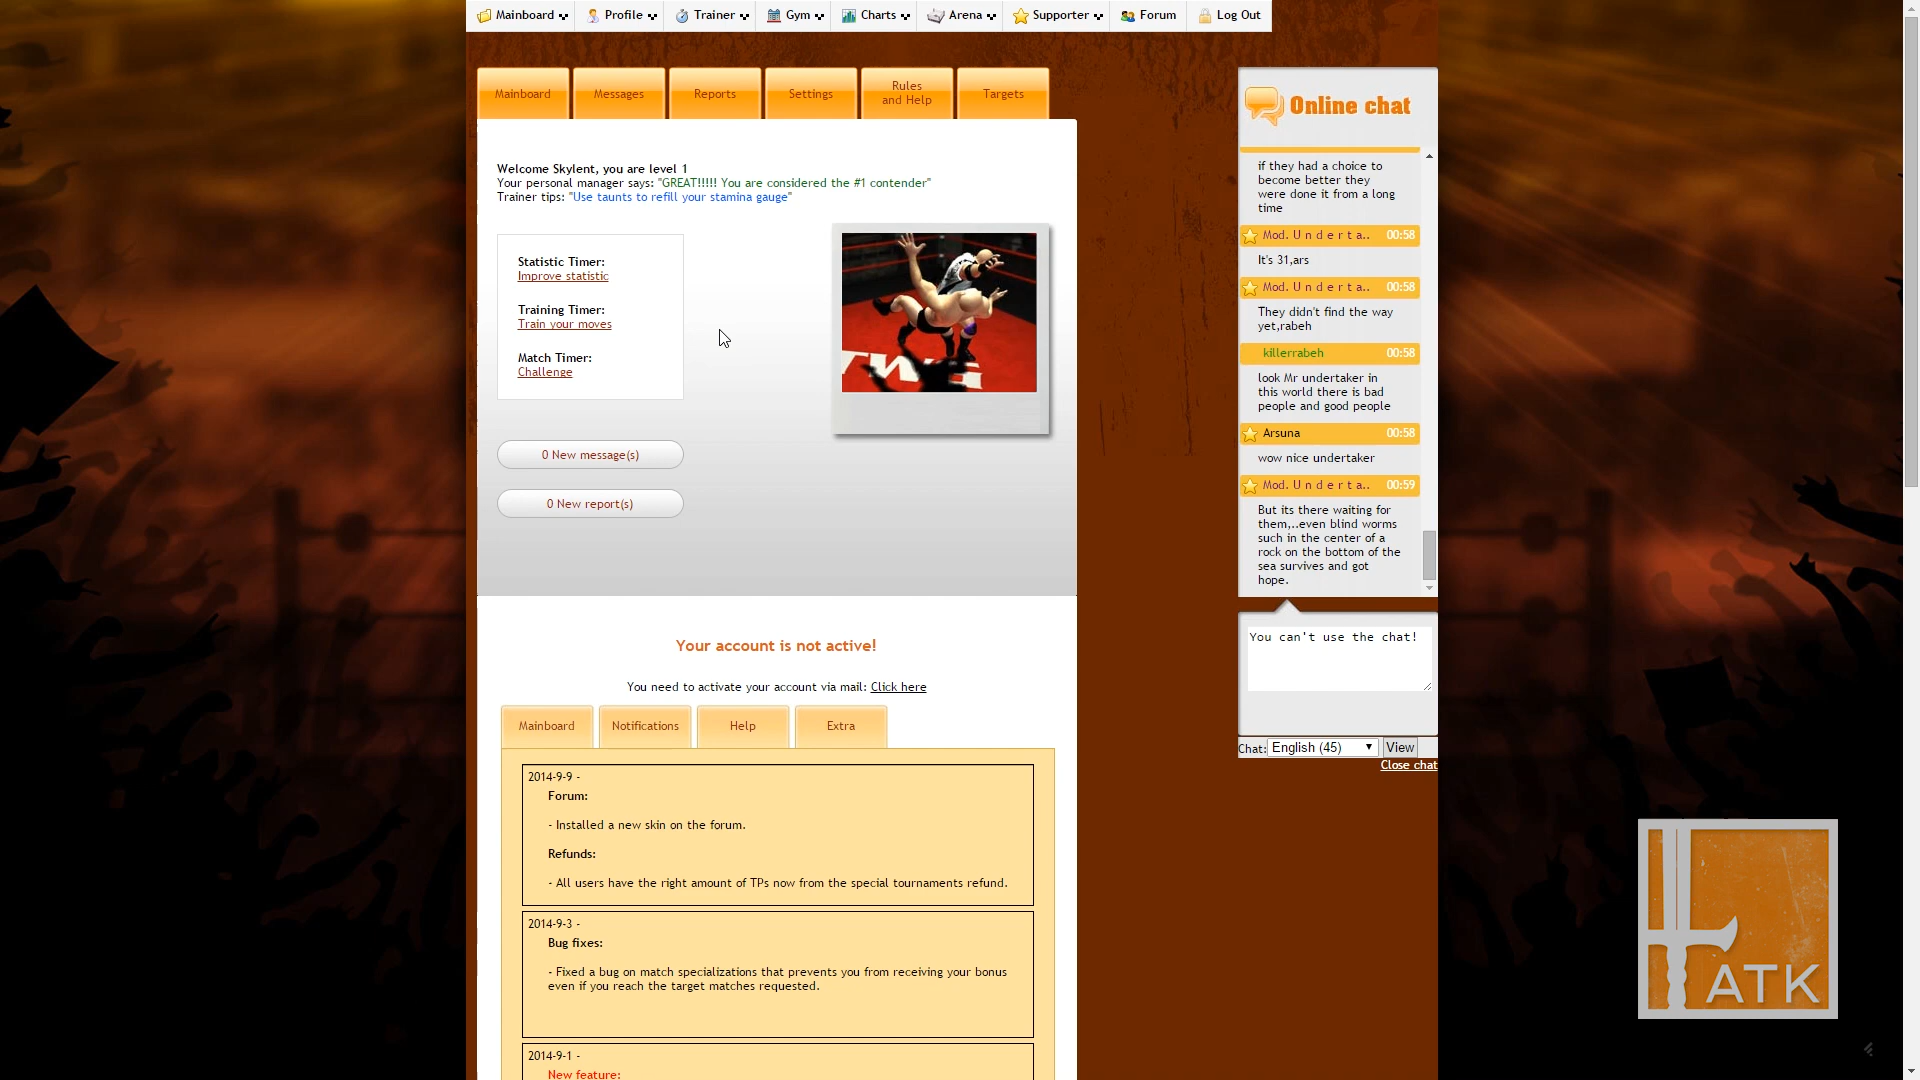 Mainboard
Profile
Trainer
Gym
Charts
Arena
Supporter
Forum
Log Out
Mainboard
Messages
Reports
Settings
Rules
and Help
Targets
Welcome Skylent, you are level 1
Your personal manager says: "GREAT!!!!! You are considered the #1 contender"
Trainer tips: "Use taunts to refill your stamina gauge"
Statistic Timer:
Improve statistic
Training Timer:
Train your moves
Match Timer:
Challenge
0 New message(s)
0 New report(s)
Your account is not active!
You need to activate your account via mail: Click here
Mainboard
Notifications
Help
Extra
2014-9-9 -
Forum:
- Installed a new skin on the forum.
Refunds:
- All users have the right amount of TPs now from the special tournaments refund.
2014-9-3 -
Bug fixes:
- Fixed a bug on match specializations that prevents you from receiving your bonus
even if you reach the target matches requested.
2014-9-1 -
New feature:
Online chat
if they had a choice to
become better they
were done it from a long
time
Mod. U n d e r t a.. 00:58
It's 31,ars
Mod. U n d e r t a.. 00:58
They didn't find the way
yet,rabeh
killerrabeh 00:58
look Mr undertaker in
this world there is bad
people and good people
Arsuna 00:58
wow nice undertaker
Mod. U n d e r t a.. 00:59
But its there waiting for
them,..even blind worms
such in the center of a
rock on the bottom of the
sea survives and got
hope.
You can't use the chat!
Chat: English (45) View
Close chat
ATK